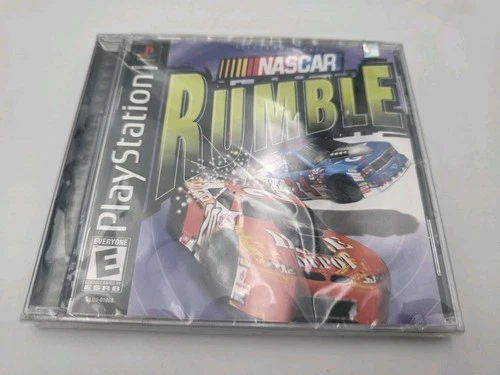 NASCAR
RUMBLE
PlayStation
EVERYONE
E
ESRB